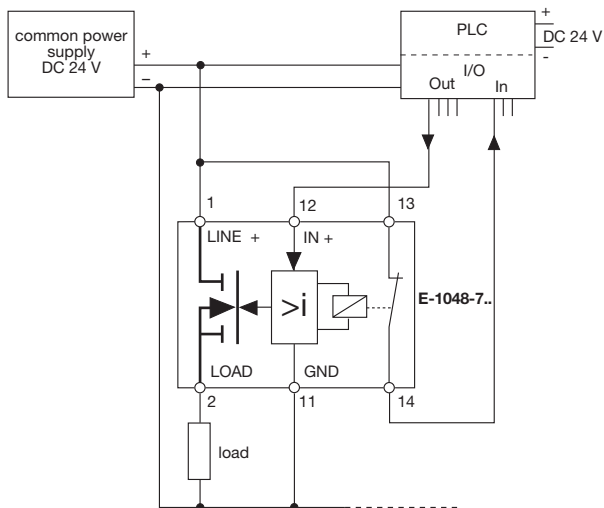 common power
supply
DC 24 V
+
–
PLC
I/O
Out
In
+
DC 24 V
-
1
12
13
LINE +
IN +
>i
E-1048-7..
LOAD
GND
2
11
14
load